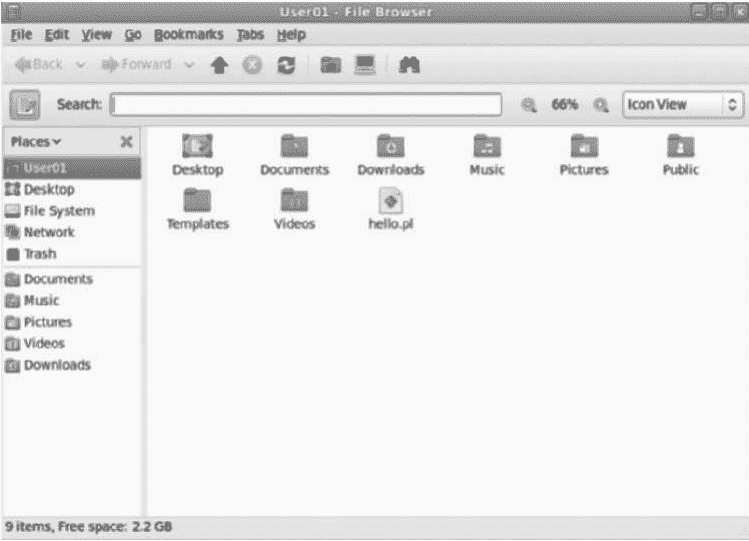 User01 - File Browser
File Edit View Go Bookmarks Tabs Help
Back Forward
Search: 66% Icon View
Places
User01
Desktop
File System
Network
Trash
Documents
Music
Pictures
Videos
Downloads
Desktop Documents Downloads Music Pictures Public
Templates Videos hello.pl
9 items, Free space: 2.2 GB